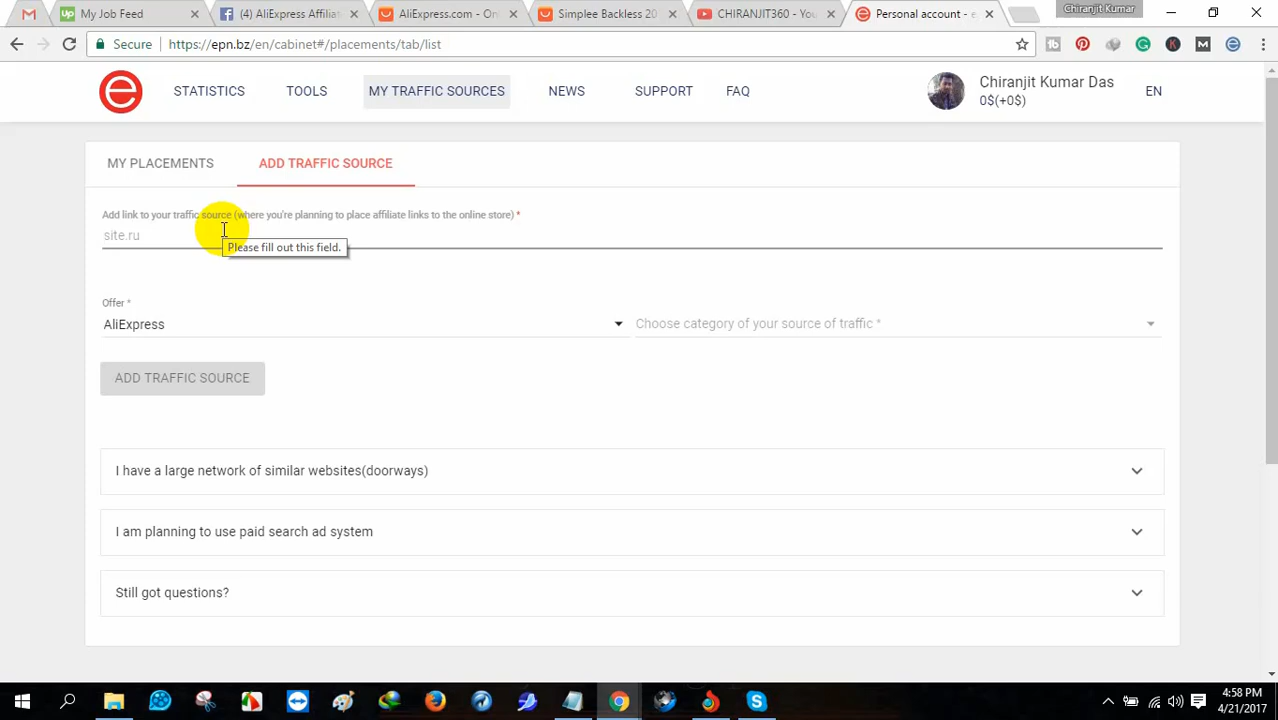 Chiranjit Kumar
My Job Feed
(4) AliExpress Affilia
AliExpress.com - On
Simplee Backless 20
CHIRANJIT360 - You
Personal account - e
Secure
https://epn.bz/en/cabinet#/placements/tab/list
STATISTICS
TOOLS
MY TRAFFIC SOURCES
NEWS
SUPPORT
FAQ
Chiranjit Kumar Das
0$(+0$)
EN
MY PLACEMENTS
ADD TRAFFIC SOURCE
Add link to your traffic source (where you're planning to place affiliate links to the online store) *
site.ru
Please fill out this field.
Offer *
AliExpress
Choose category of your source of traffic *
ADD TRAFFIC SOURCE
I have a large network of similar websites(doorways)
I am planning to use paid search ad system
Still got questions?
4:58 PM
4/21/2017